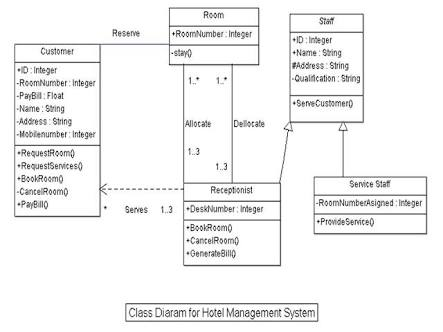 Room
+RoomNumber : Integer
-stay()
Staff
+ID : Integer
+Name : String
#Address : String
-Qualification : String
+ServeCustomer()
Reserve
Customer
+ID : Integer
-RoomNumber : Integer
-PayBill : Float
-Name : String
-Address : String
-Mobilenumber : Integer
+RequestRoom()
+RequestServices()
+BookRoom()
-CancelRoom()
+PayBill()
1..* 1..*
Allocate Dellocate
1..3 1..3
Receptionist
+DeskNumber : Integer
+BookRoom()
+CancelRoom()
+GenerateBill()
Service Staff
-RoomNumberAsigned : Integer
+ProvideService()
* Serves 1..3
Class Diaram for Hotel Management System